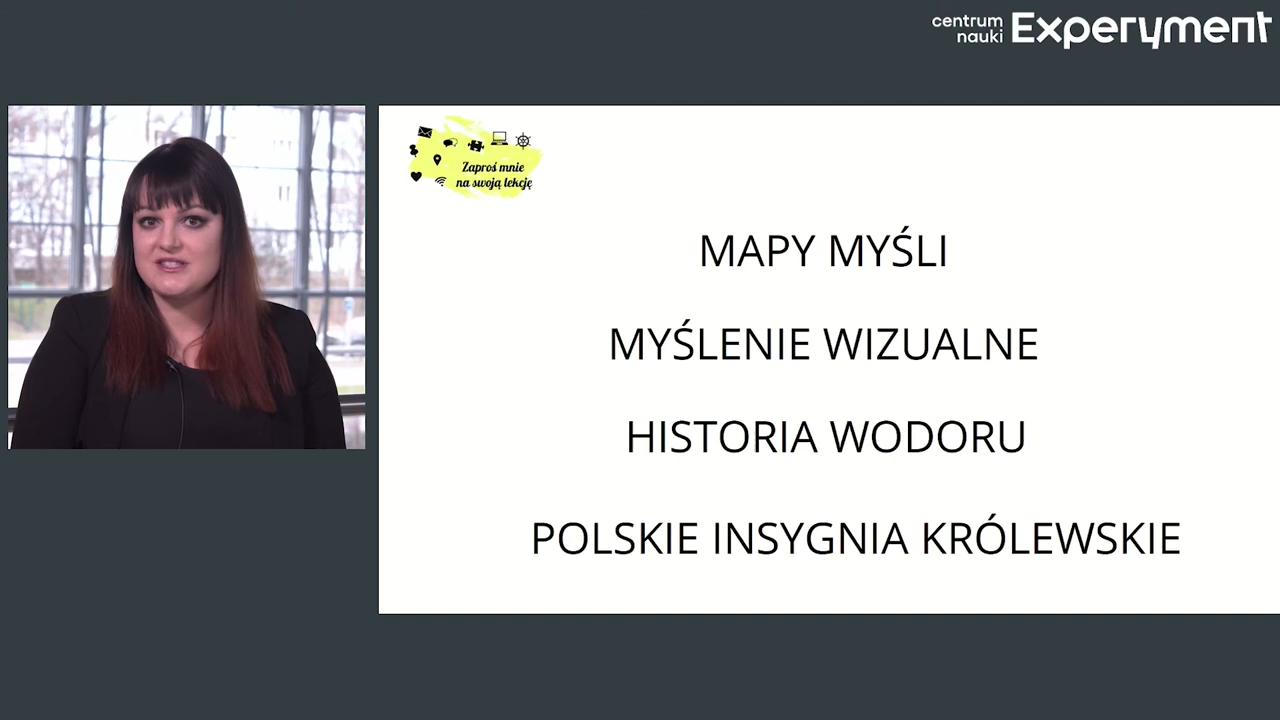 centrum
nauki
Experyment
Zaproś mnie
na swoją lekcję
MAPY MYŚLI
MYŚLENIE WIZUALNE
HISTORIA WODORU
POLSKIE INSYGNIA KRÓLEWSKIE